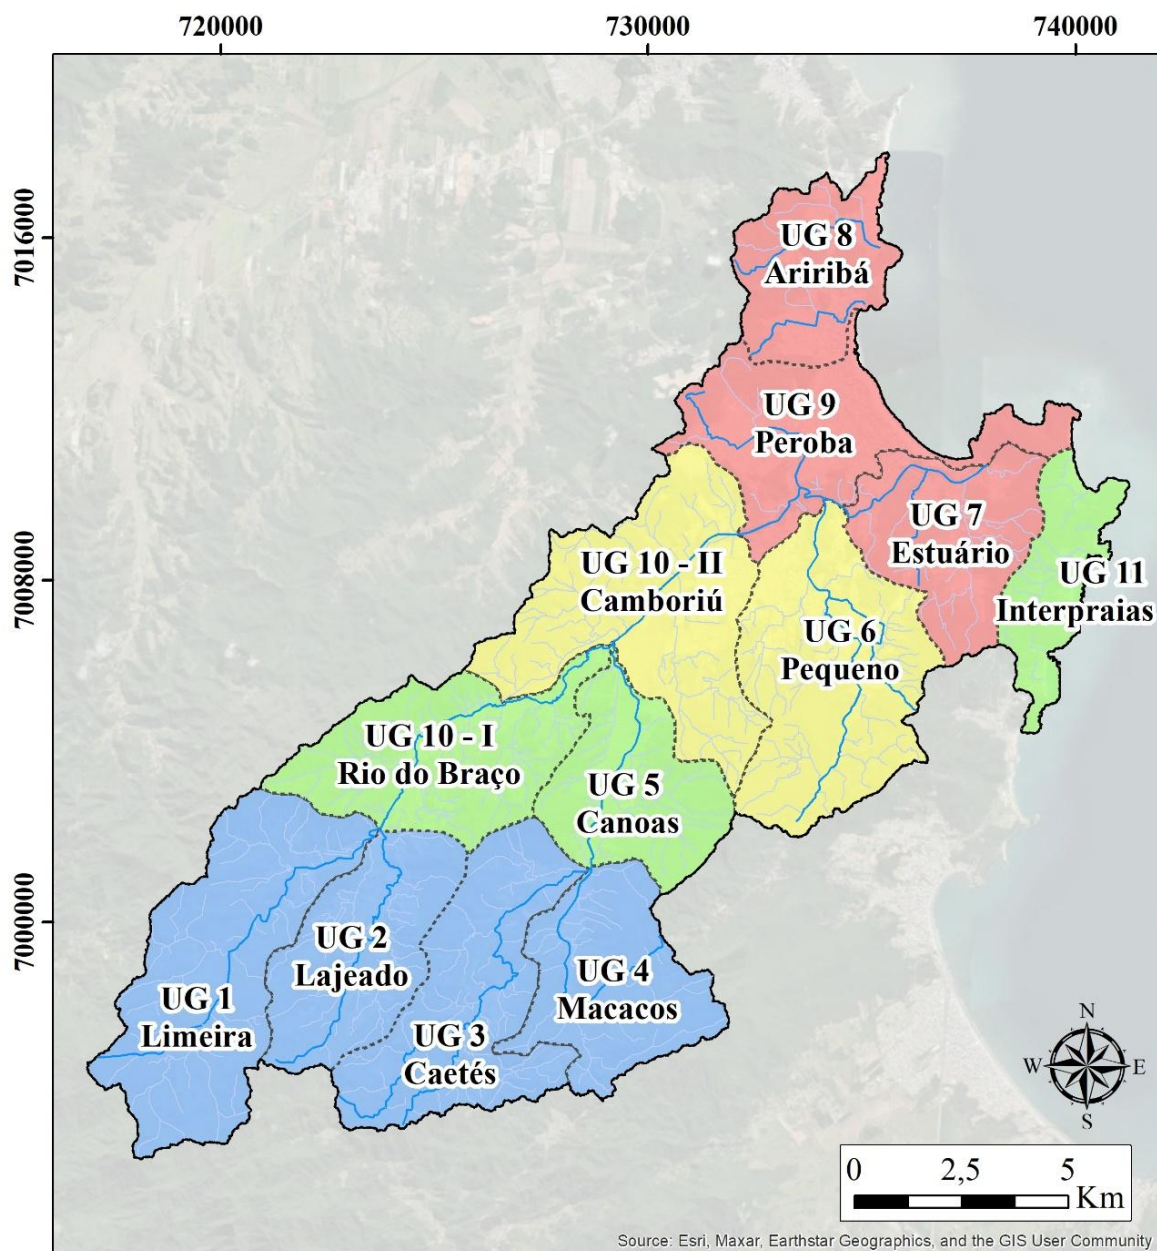 720000
730000
740000
7016000
7008000
7000000
UG 8
Aririrbá
UG 9
Peroba
UG 7
Estuário
UG 11
Interpraias
UG 10 - II
Camboriú
UG 6
Pequeno
UG 10 - I
Rio do Braço
UG 5
Canoas
UG 2
Lajeado
UG 4
Macacos
UG 1
Limeira
UG 3
Caetés
N
W
E
S
0
2,5
5
Km
Source: Esri, Maxar, Earthstar Geographics, and the GIS User Community